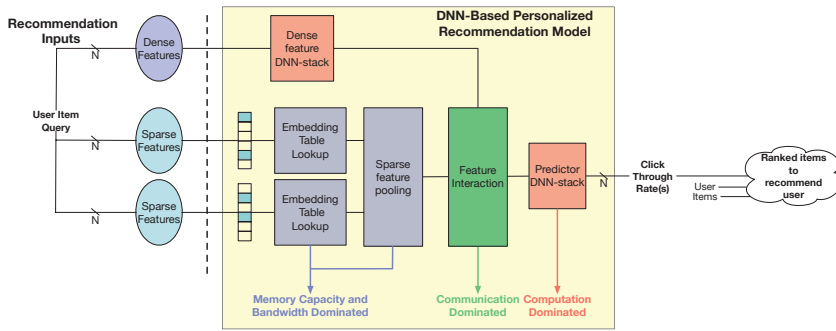 Recommendation
Inputs
DNN-Based Personalized
Recommendation Model
N
Dense
Features
Dense
feature
DNN-stack
User Item
Query
N
Sparse
Features
Embedding
Table
Lookup
Sparse
feature
pooling
Feature
Interaction
Predictor
DNN-stack
N
Click
Through
Rate(s)
Ranked items
to
recommend
user
User
Items
N
Sparse
Features
Embedding
Table
Lookup
Memory Capacity and
Bandwidth Dominated
Communication
Dominated
Computation
Dominated